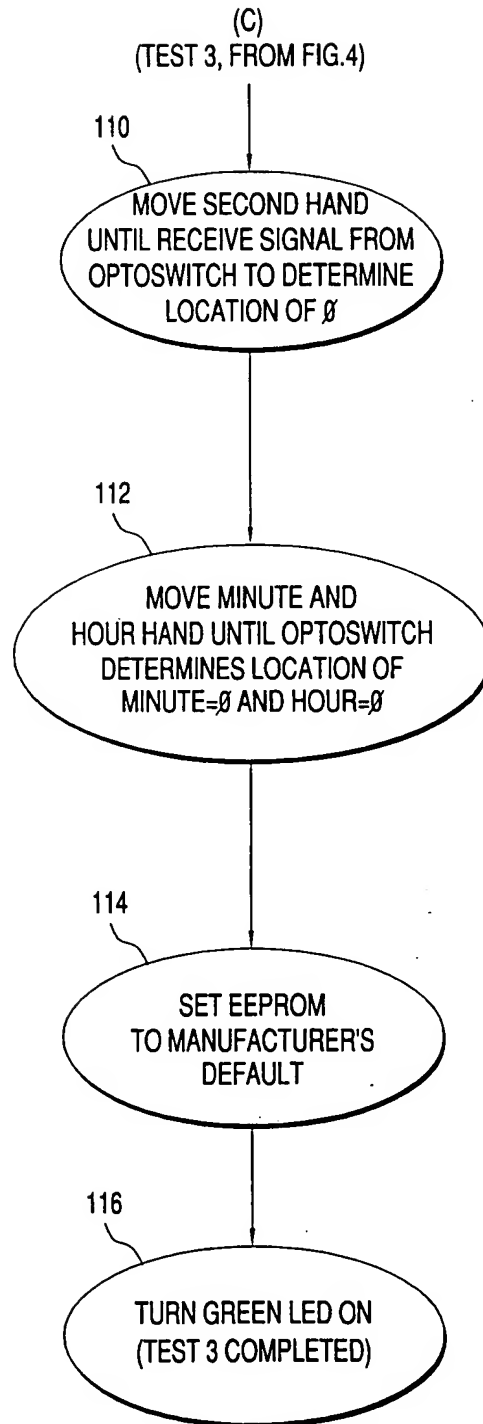 (C)
(TEST 3, FROM FIG.4)
110
MOVE SECOND HAND
UNTIL RECEIVE SIGNAL FROM
OPTOSWITCH TO DETERMINE
LOCATION OF Ø
112
MOVE MINUTE AND
HOUR HAND UNTIL OPTOSWITCH
DETERMINES LOCATION OF
MINUTE=Ø AND HOUR=Ø
114
SET EEPROM
TO MANUFACTURER'S
DEFAULT
116
TURN GREEN LED ON
(TEST 3 COMPLETED)